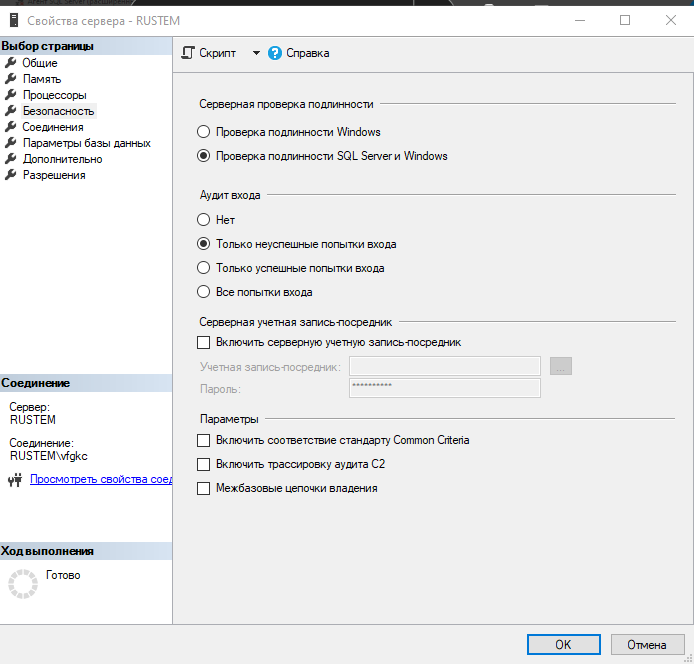 Свойства сервера - RUSTEM
Выбор страницы
Общие
Память
Процессоры
Безопасность
Соединения
Параметры базы данных
Дополнительно
Разрешения
Скрипт
Справка
Серверная проверка подлинности
Проверка подлинности Windows
Проверка подлинности SQL Server и Windows
Аудит входа
Нет
Только неуспешные попытки входа
Только успешные попытки входа
Все попытки входа
Серверная учетная запись-посредник
Включить серверную учетную запись-посредник
Учетная запись-посредник:
...
Пароль:
**********
Параметры
Включить соответствие стандарту Common Criteria
Включить трассировку аудита C2
Межбазовые цепочки владения
Соединение
Сервер:
RUSTEM
Соединение:
RUSTEM\vfgkc
Просмотреть свойства соед
Ход выполнения
Готово
OK
Отмена